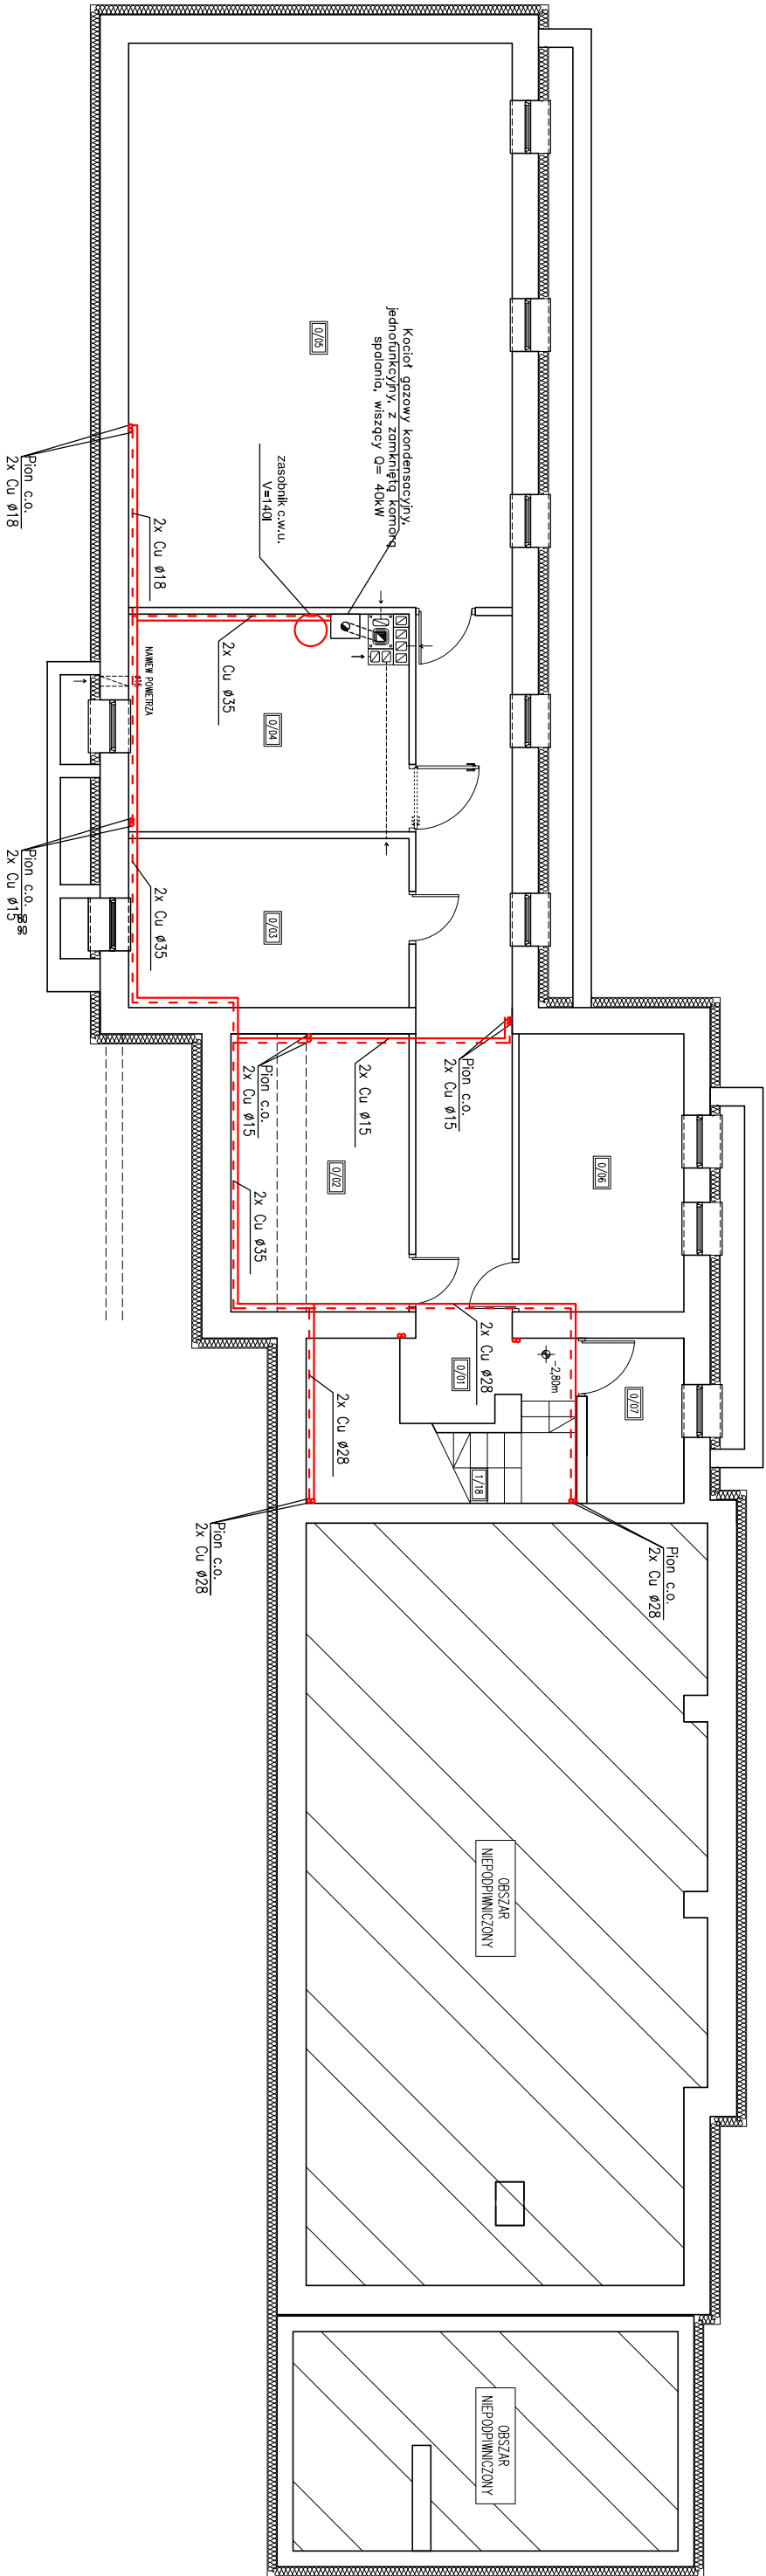 0/05
Kocioł gazowy kondensacyjny,
jednofunkcyjny, z zamkniętą komorą
spalania, wiszący Q= 40kW
zasobnik c.w.u.
V=140l
Pion c.o.
2x Cu ø18
2x Cu ø18
2x Cu ø35
NAWIEW POWIETRZA
0/04
Pion c.o.
2x Cu ø15
80
90
2x Cu ø35
0/03
Pion c.o.
2x Cu ø15
2x Cu ø15
Pion c.o.
2x Cu ø15
0/06
0/02
2x Cu ø35
2x Cu ø28
-2,80m
0/01
0/07
2x Cu ø28
1/18
Pion c.o.
2x Cu ø28
Pion c.o.
2x Cu ø28
OBSZAR
NIEPODPIWNICZONY
OBSZAR
NIEPODPIWNICZONY